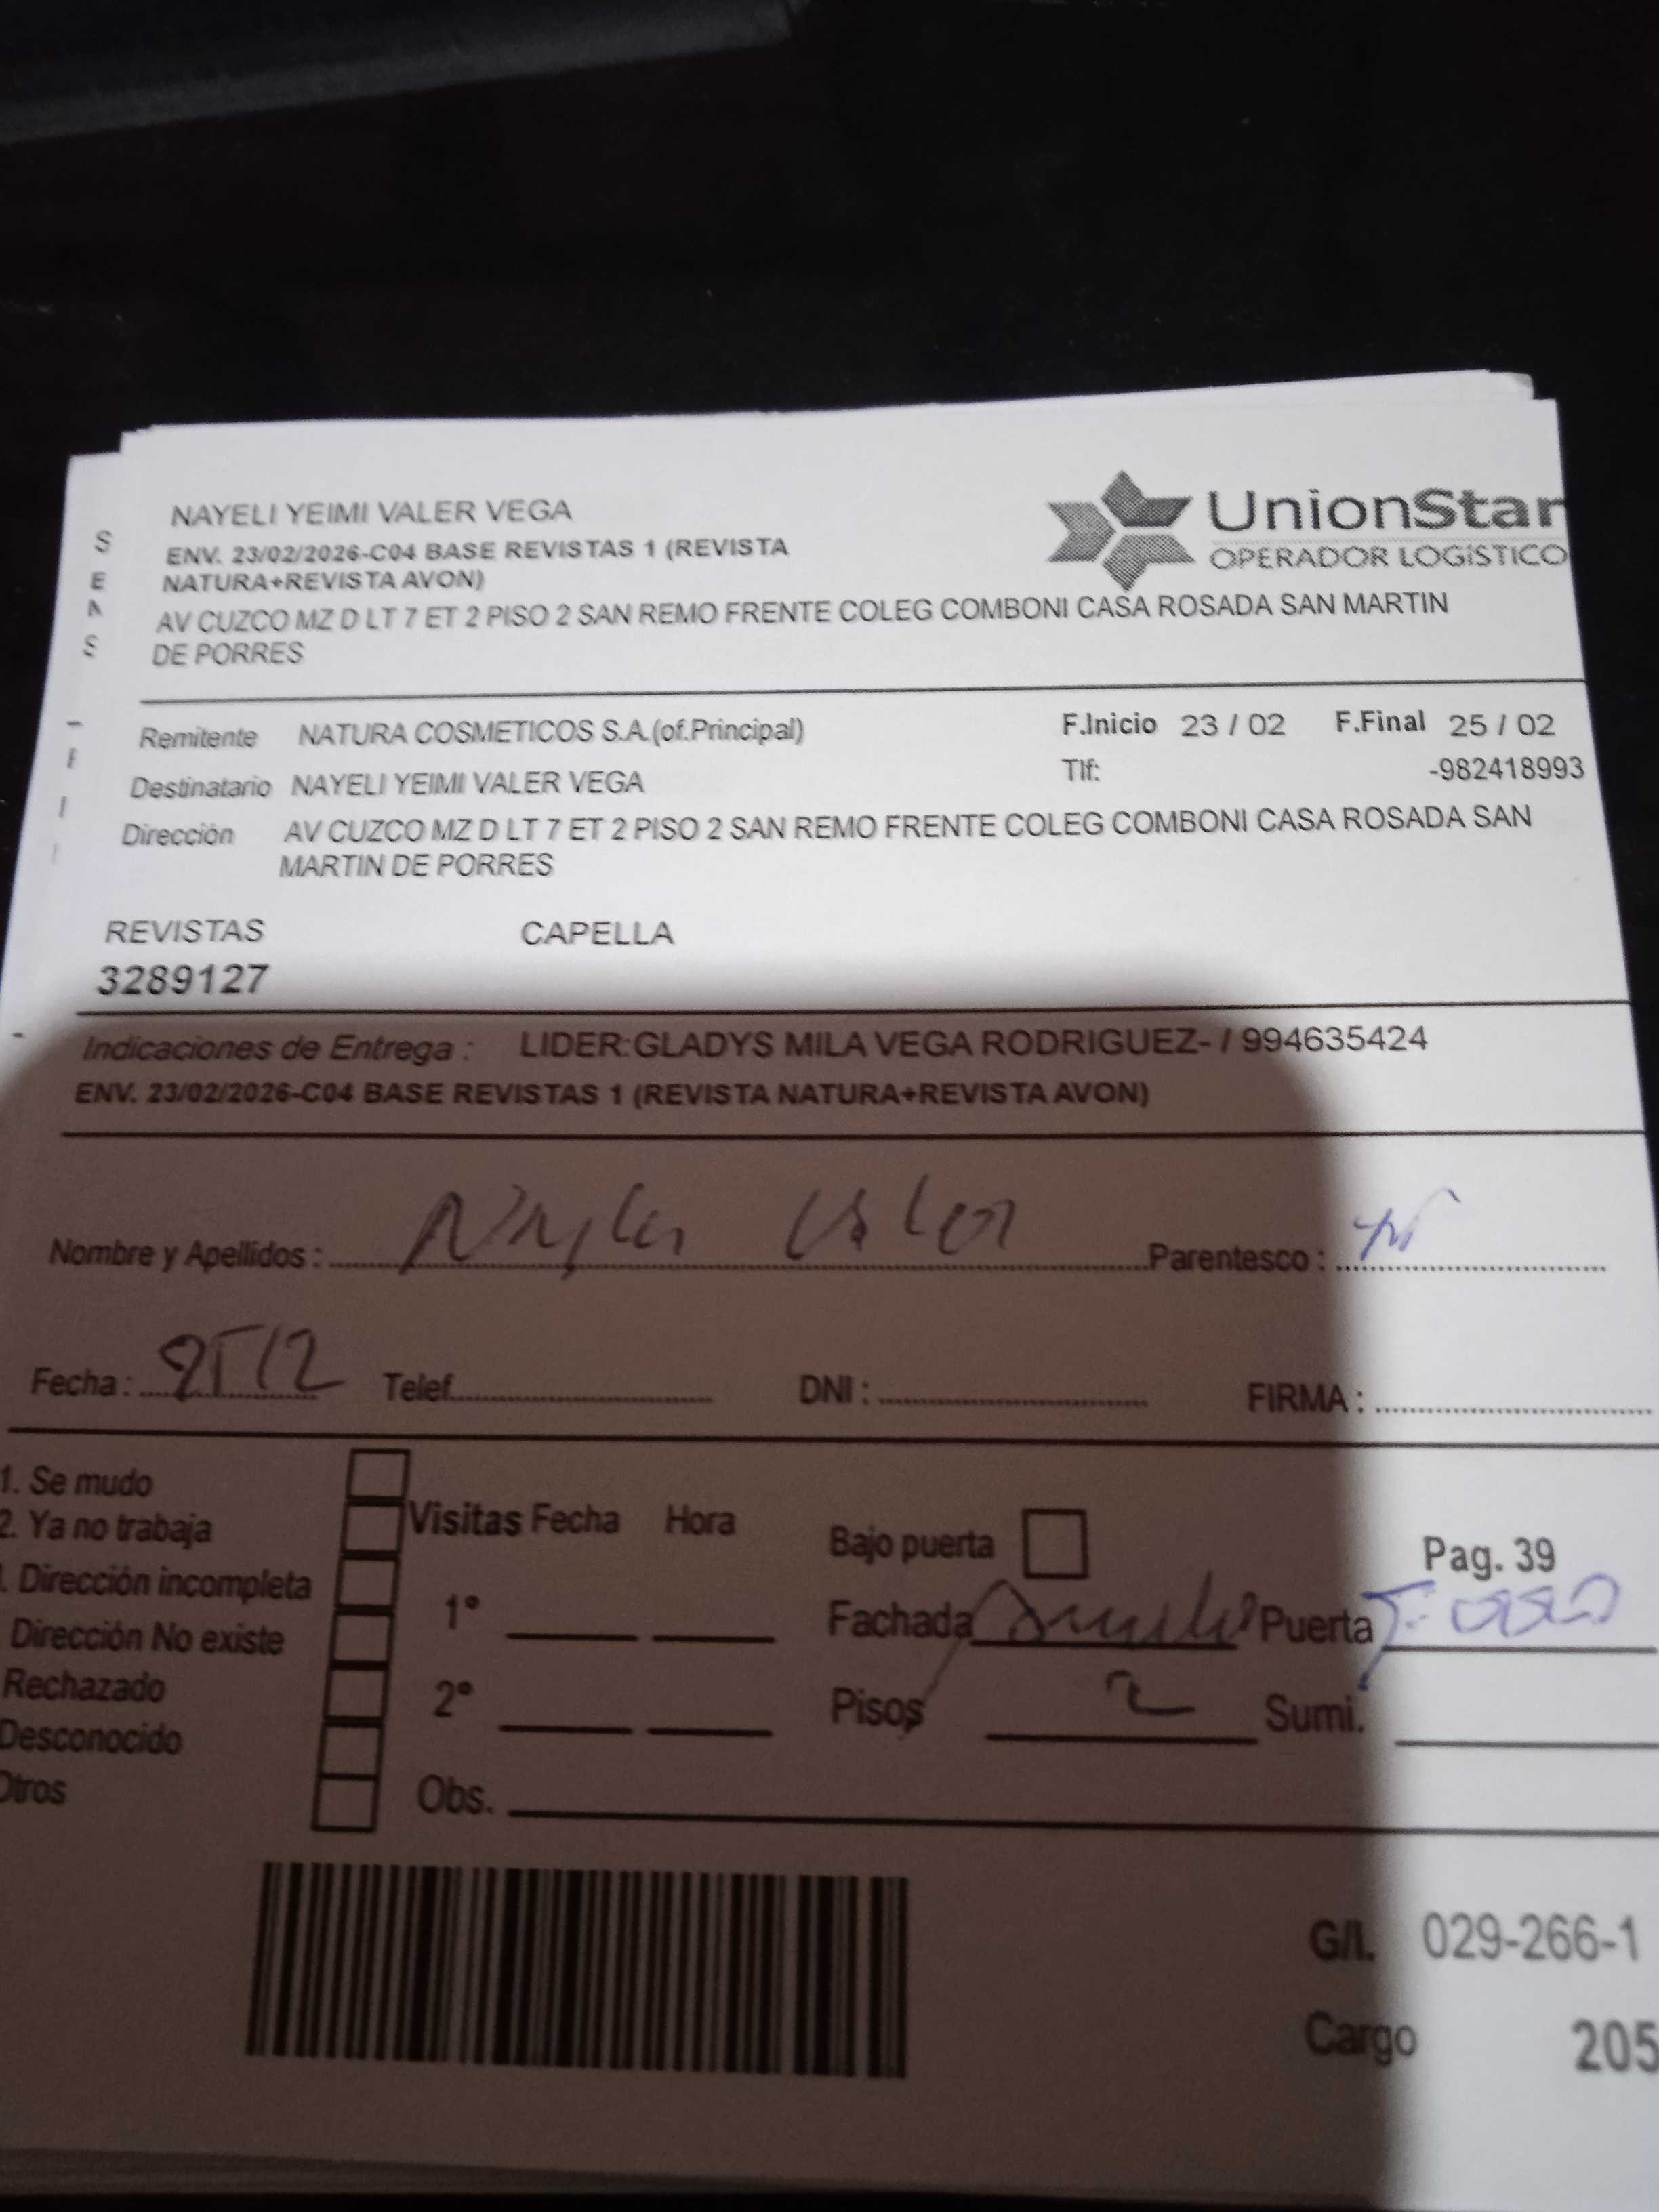 NAYELI YEIMI VALER VEGA
ENV. 23/02/2026-C04 BASE REVISTAS 1 (REVISTA
NATURA+REVISTA AVON)
AV CUZCO MZ D LT 7 ET 2 PISO 2 SAN REMO FRENTE COLEG COMBONI CASA ROSADA SAN MARTIN
DE PORRES
UnionStar
OPERADOR LOGÍSTICO
Remitente NATURA COSMETICOS S.A.(of.Principal) F.Inicio 23 / 02 F.Final 25 / 02
Destinatario NAYELI YEIMI VALER VEGA Tlf: -982418993
Dirección AV CUZCO MZ D LT 7 ET 2 PISO 2 SAN REMO FRENTE COLEG COMBONI CASA ROSADA SAN
MARTIN DE PORRES
REVISTAS CAPELLA
3289127
Indicaciones de Entrega : LIDER:GLADYS MILA VEGA RODRIGUEZ- / 994635424
ENV. 23/02/2026-C04 BASE REVISTAS 1 (REVISTA NATURA+REVISTA AVON)
Nombre y Apellidos : Valer Parentesco :
Fecha : Telef. DNI : FIRMA :
1. Se mudo
2. Ya no trabaja
. Dirección incompleta
Dirección No existe
Rechazado
Desconocido
Otros
Visitas Fecha Hora
1°
2°
Obs.
Bajo puerta
Pag. 39
Fachada Puerta
Pisos 2 Sumi.
G/I. 029-266-1
Cargo 205